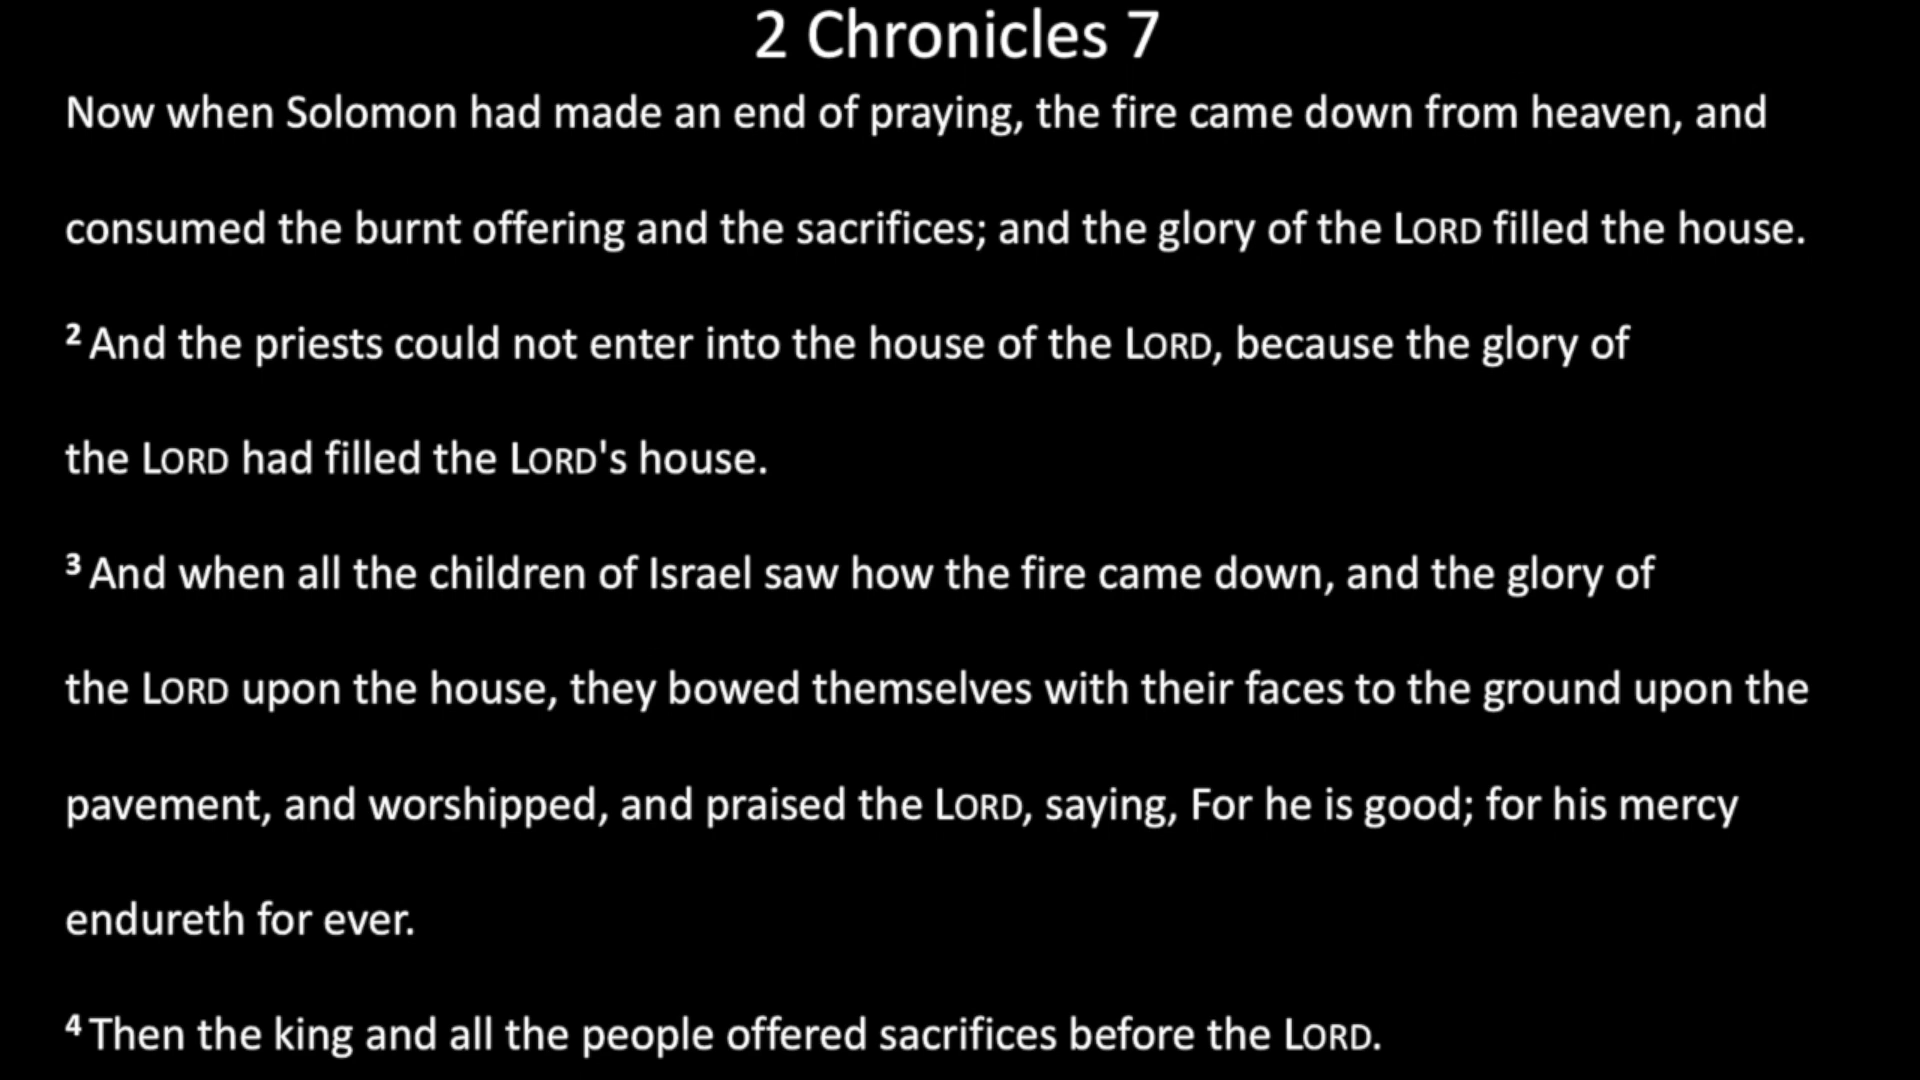 2 Chronicles 7
Now when Solomon had made an end of praying, the fire came down from heaven, and
consumed the burnt offering and the sacrifices; and the glory of the LORD filled the house.
2 And the priests could not enter into the house of the LORD, because the glory of
the LORD had filled the LORD's house.
3 And when all the children of Israel saw how the fire came down, and the glory of
the LORD upon the house, they bowed themselves with their faces to the ground upon the
pavement, and worshipped, and praised the LORD, saying, For he is good; for his mercy
endureth for ever.
4 Then the king and all the people offered sacrifices before the LORD.